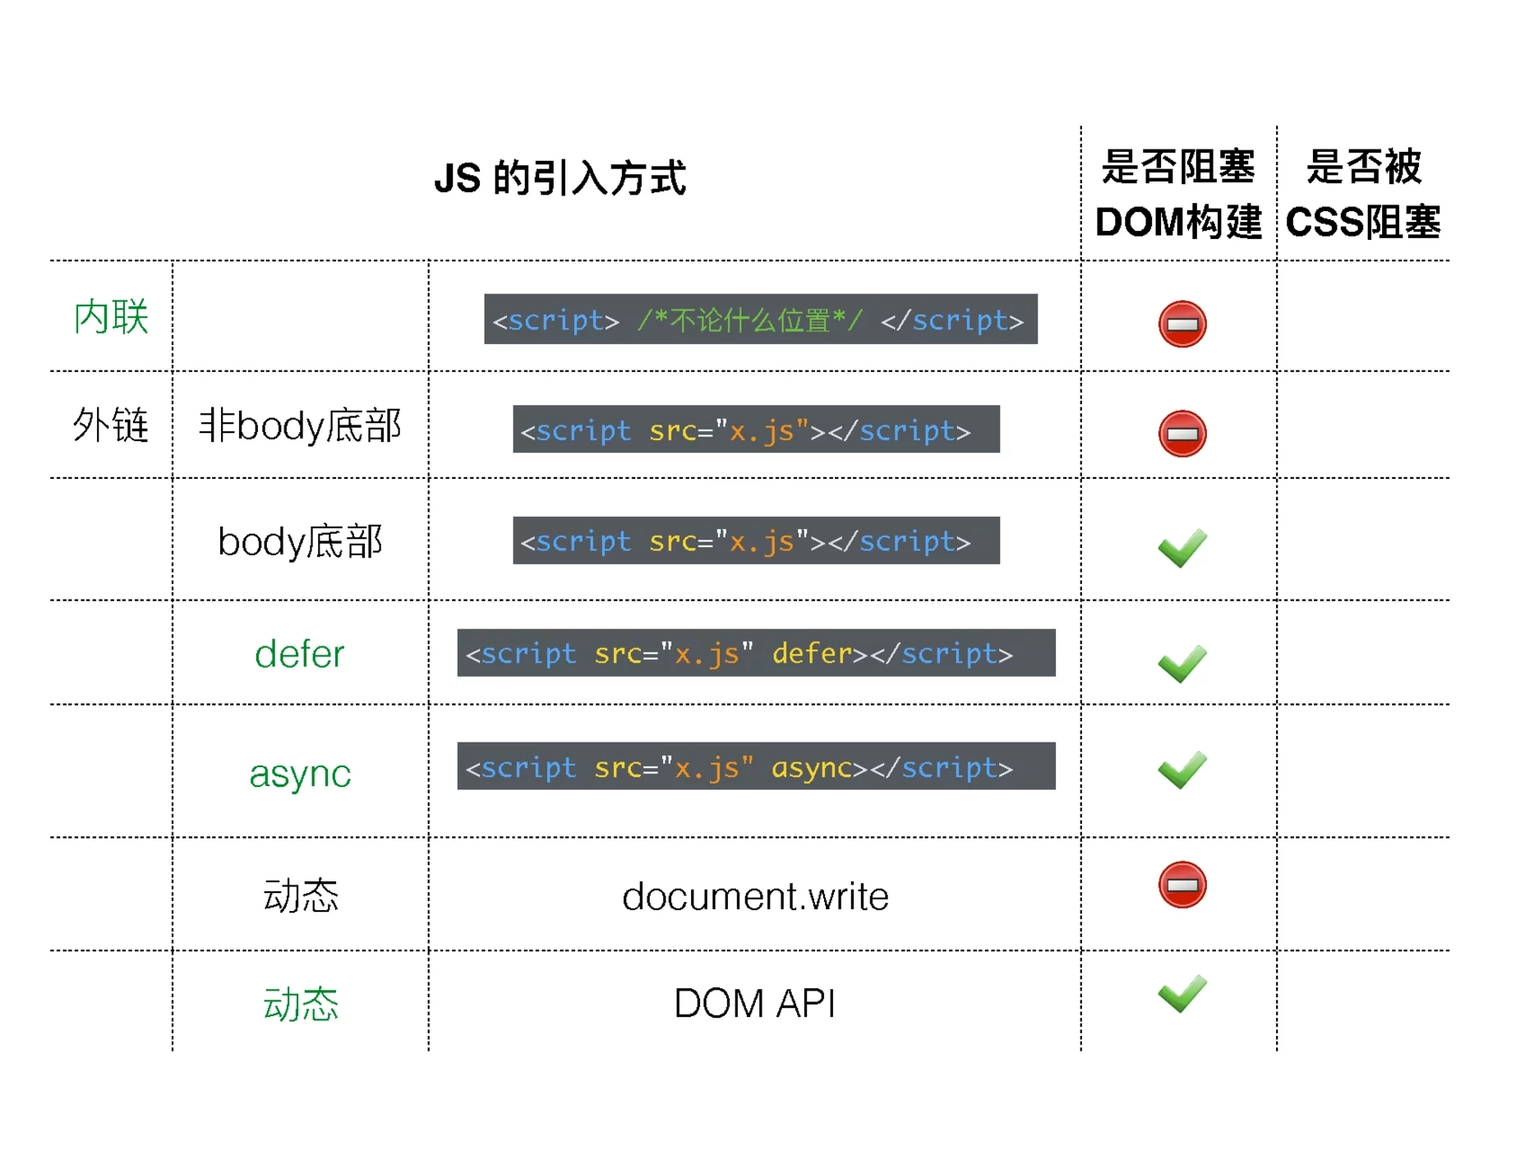 JS 的引入方式
是否阻塞
DOM构建
是否被
CSS阻塞
内联
<script> /*不论什么位置*/ </script>
外链
非body底部
<script src="x.js"></script>
body底部
<script src="x.js"></script>
defer
<script src="x.js" defer></script>
async
<script src="x.js" async></script>
动态
document.write
动态
DOM API